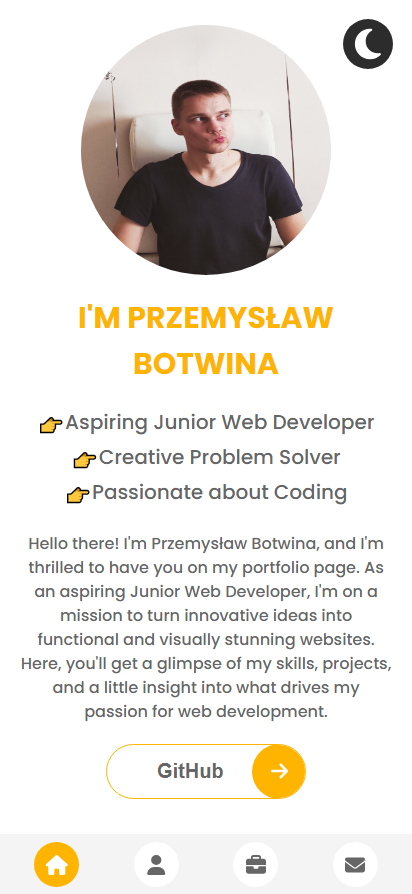 I'M PRZEMYSŁAW
BOTWINA
👉Aspiring Junior Web Developer
👉Creative Problem Solver
👉Passionate about Coding
Hello there! I'm Przemysław Botwina, and I'm
thrilled to have you on my portfolio page. As
an aspiring Junior Web Developer, I'm on a
mission to turn innovative ideas into
functional and visually stunning websites.
Here, you'll get a glimpse of my skills, projects,
and a little insight into what drives my
passion for web development.
GitHub